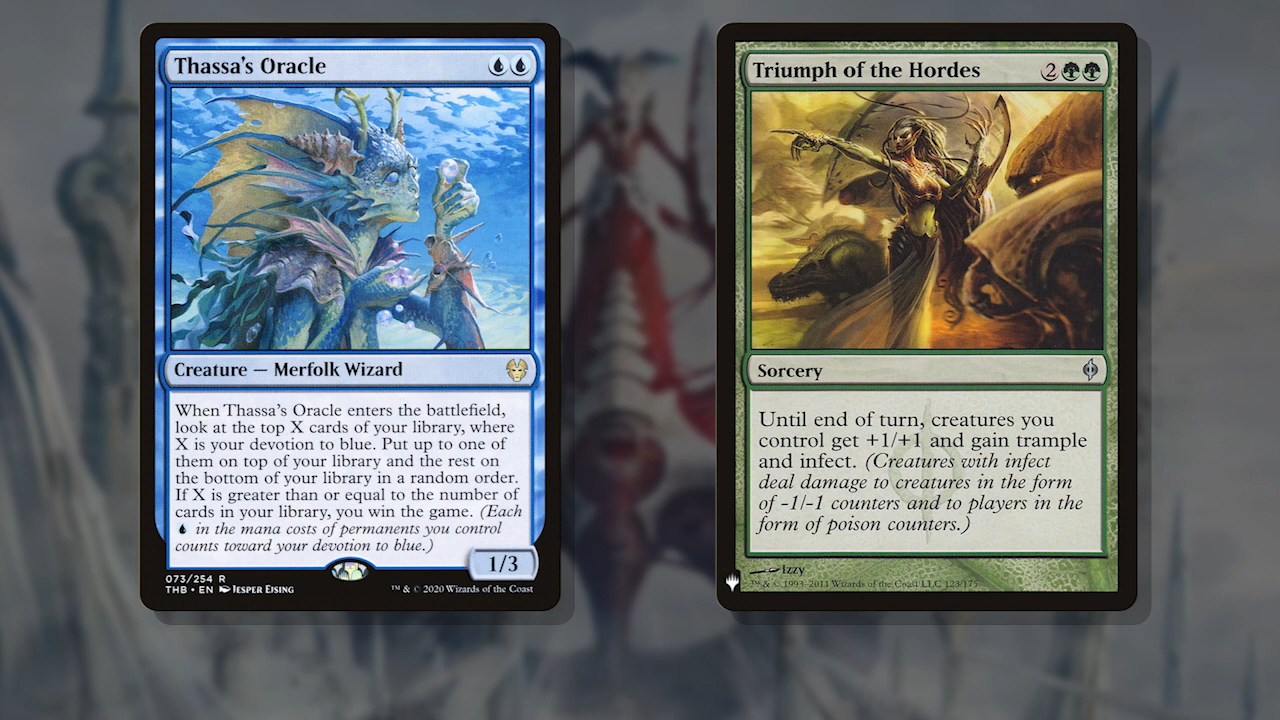 Thassa's Oracle
Creature — Merfolk Wizard
When Thassa's Oracle enters the battlefield,
look at the top X cards of your library, where
X is your devotion to blue. Put up to one of
them on top of your library and the rest on
the bottom of your library in a random order.
If X is greater than or equal to the number of
cards in your library, you win the game. (Each
in the mana costs of permanents you control
counts toward your devotion to blue.)
1/3
073/254 R
THB • EN JESPER EISING
™ & © 2020 Wizards of the Coast
Triumph of the Hordes
2
Sorcery
Until end of turn, creatures you
control get +1/+1 and gain trample
and infect. (Creatures with infect
deal damage to creatures in the form
of -1/-1 counters and to players in the
form of poison counters.)
Izzy
™ & © 1993-2011 Wizards of the Coast LLC 123/175